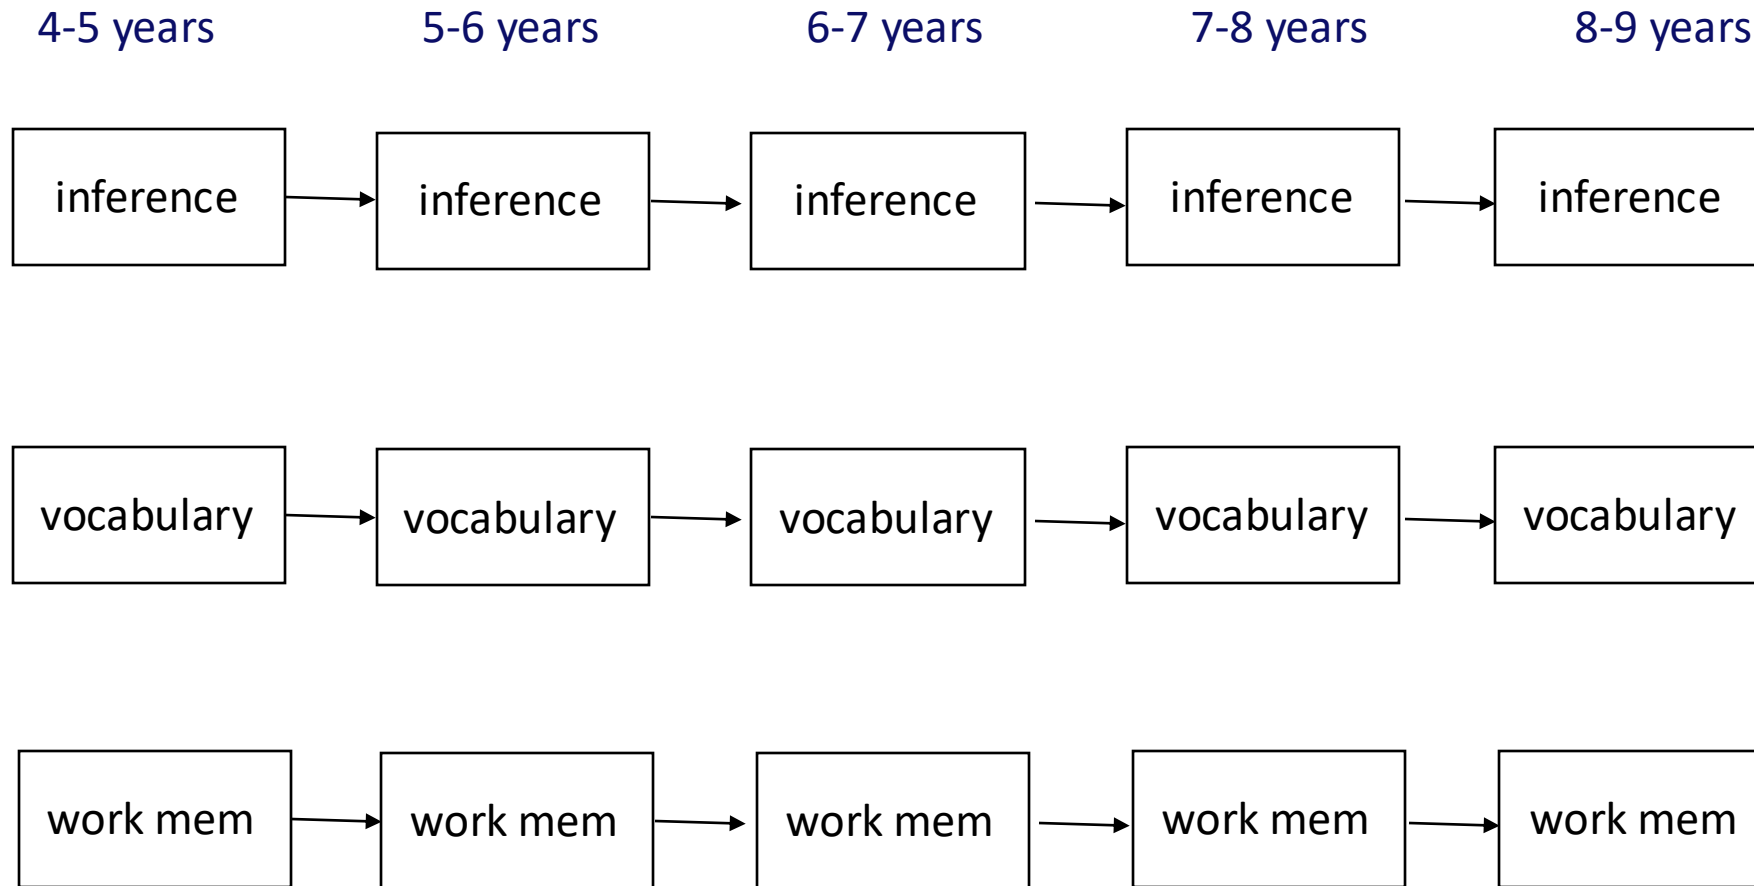 4-5 years 5-6 years 6-7 years 7-8 years 8-9 years
inference inference inference inference inference
vocabulary vocabulary vocabulary vocabulary vocabulary
work mem work mem work mem work mem work mem